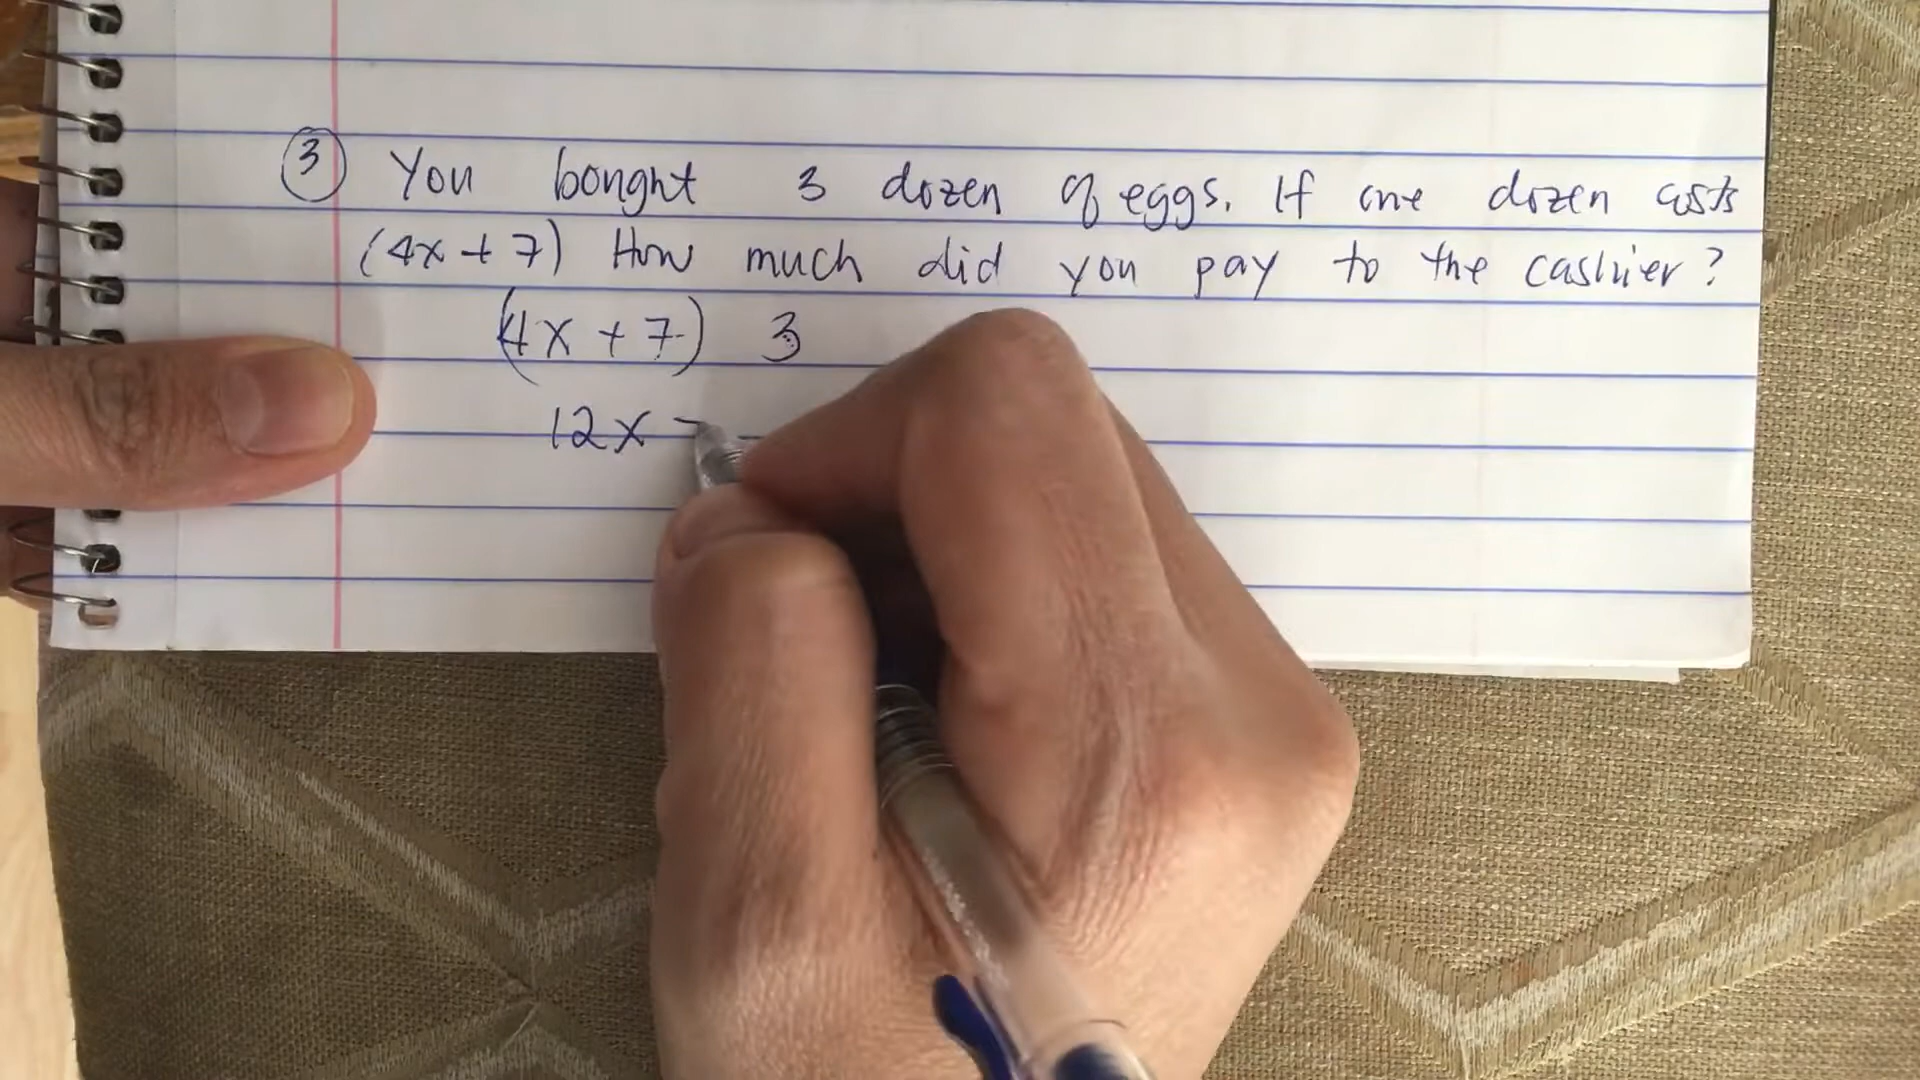 3 You bought 3 dozen of eggs. If one dozen costs
(4x + 7) How much did you pay to the cashier?
(4x + 7) 3
12x